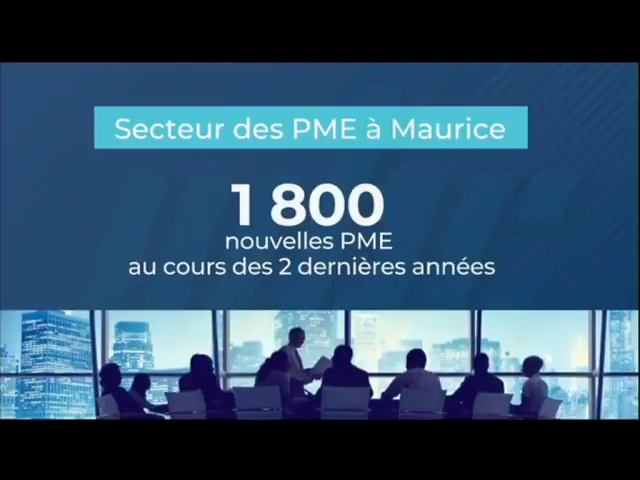 Secteur des PME à Maurice
1 800
nouvelles PME
au cours des 2 dernières années